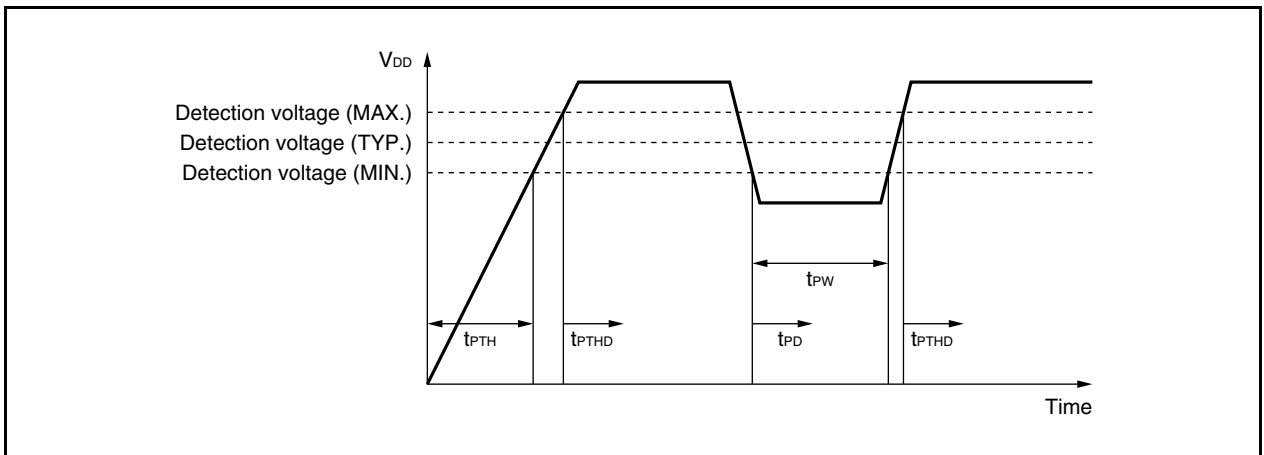 VDD
Detection voltage (MAX.)
Detection voltage (TYP.)
Detection voltage (MIN.)
tPW
tPTH
tPTHD
tPD
tPTHD
Time